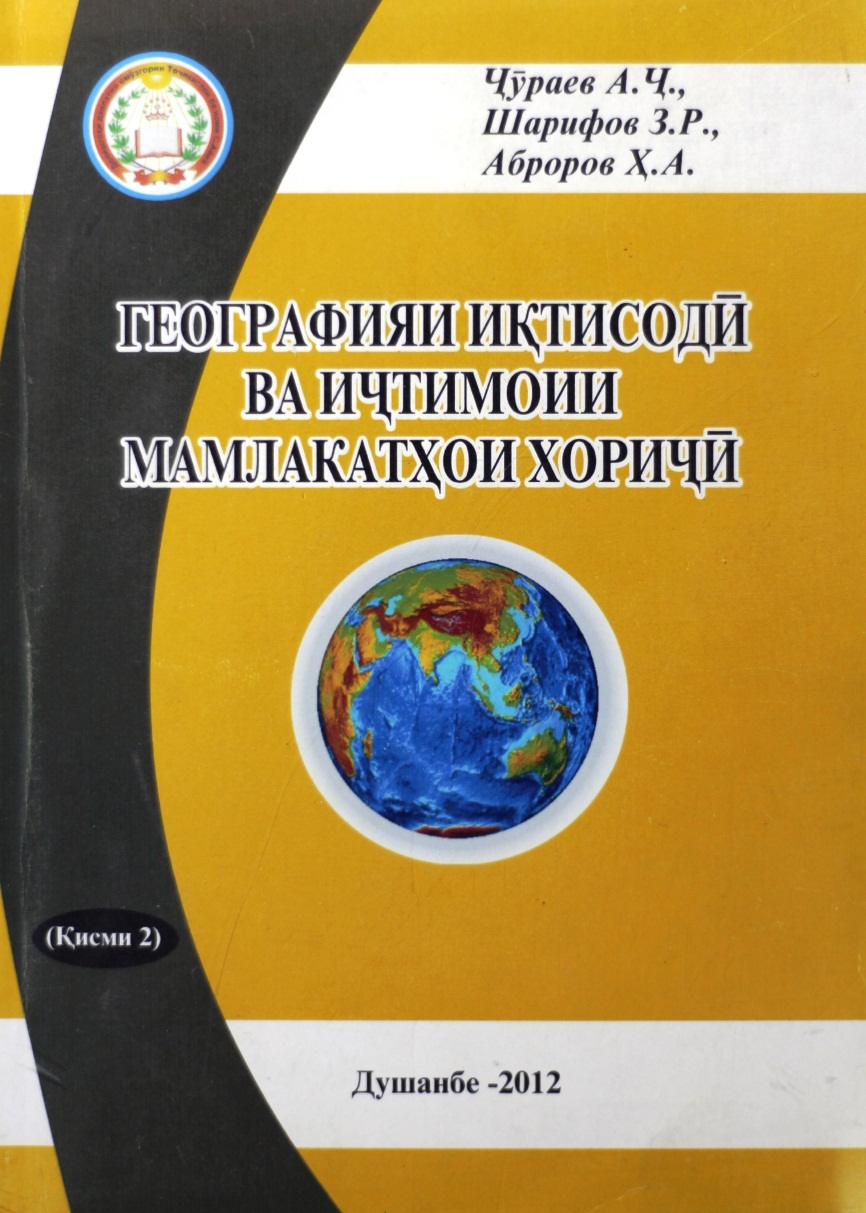 Ҷӯраев А.Ҷ.,
Шарифов З.Р.,
Аброров Ҳ.А.
ГЕОГРАФИЯИ ИҚТИСОДӢ
ВА ИҶТИМОИИ
МАМЛАКАТҲОИ ХОРИҶӢ
(Қисми 2)
Душанбе -2012